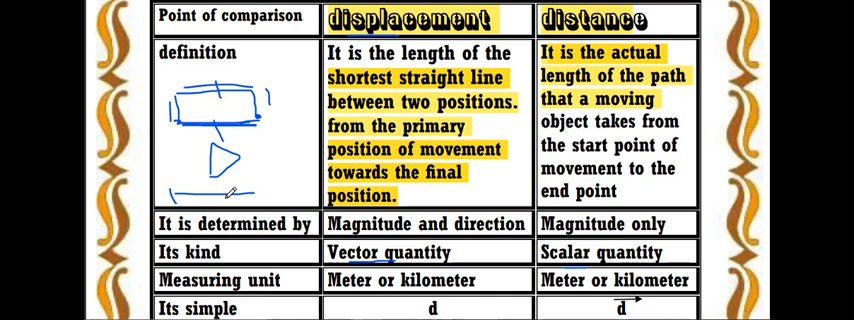 Point of comparison displacement distance
definition It is the length of the It is the actual
shortest straight line length of the path
between two positions. that a moving
from the primary object takes from
position of movement the start point of
towards the final movement to the
position. end point
It is determined by Magnitude and direction Magnitude only
Its kind Vector quantity Scalar quantity
Measuring unit Meter or kilometer Meter or kilometer
Its simple d d